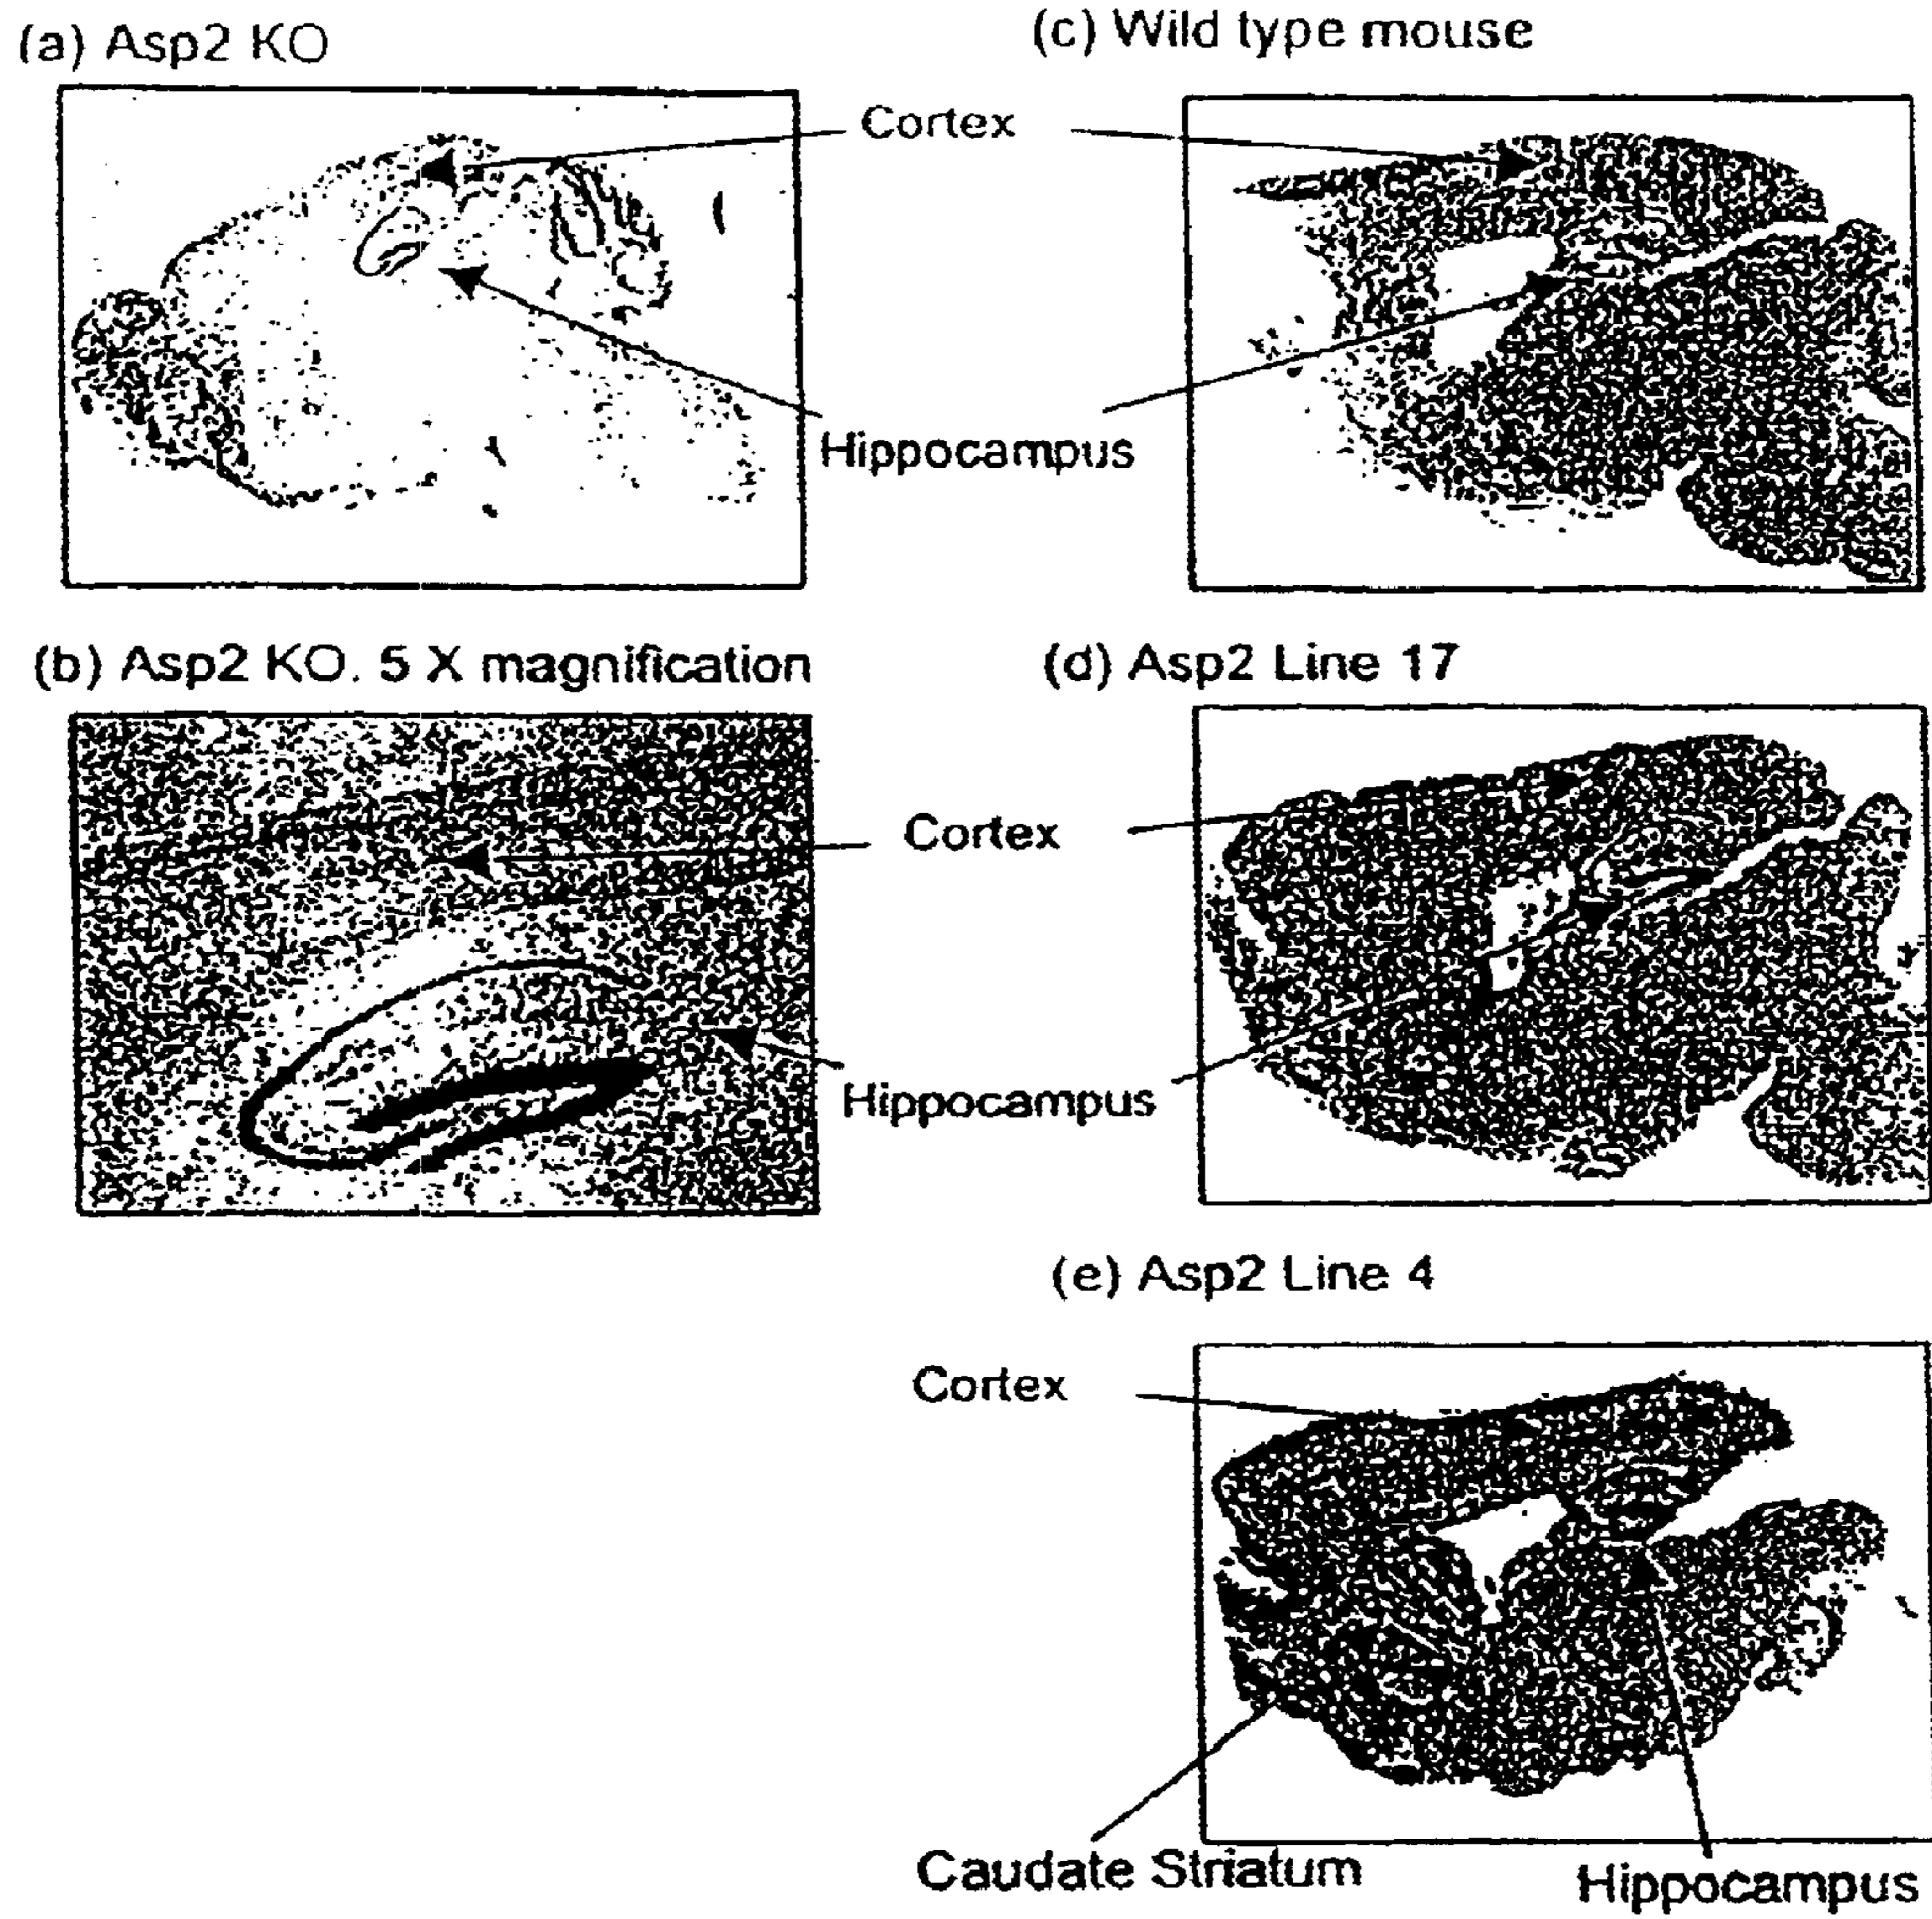 (a) Asp2 KO
(c) Wild type mouse
Cortex
Hippocampus
(b) Asp2 KO. 5 X magnification
(d) Asp2 Line 17
Cortex
Hippocampus
(e) Asp2 Line 4
Cortex
Caudate Striatum
Hippocampus